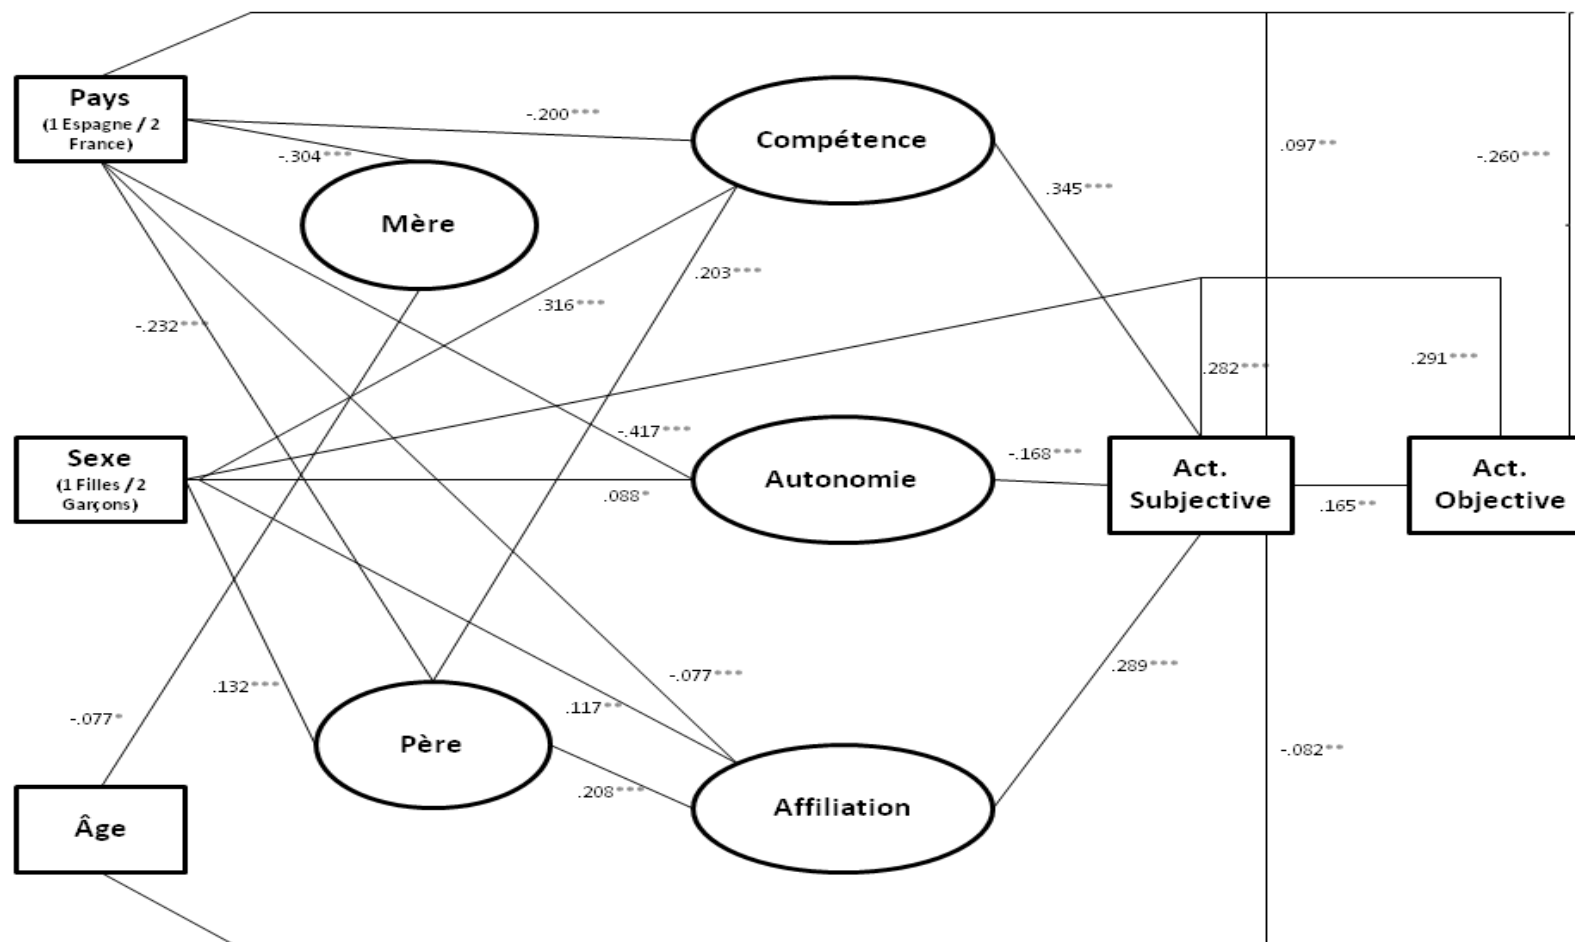 Pays
(1 Espagne / 2
France)
-.200***
Compétence
.097**
-.260***
-.304***
.345***
Mère
.203***
.316***
-.232***
.282***
.291***
-.417***
Sexe
(1 Filles / 2
Garçons)
Autonomie
-.168***
Act.
Subjective
Act.
Objective
.088*
.165**
.132***
-.077***
.289***
-.077*
.117**
Père
-.082**
.208***
Affiliation
Âge